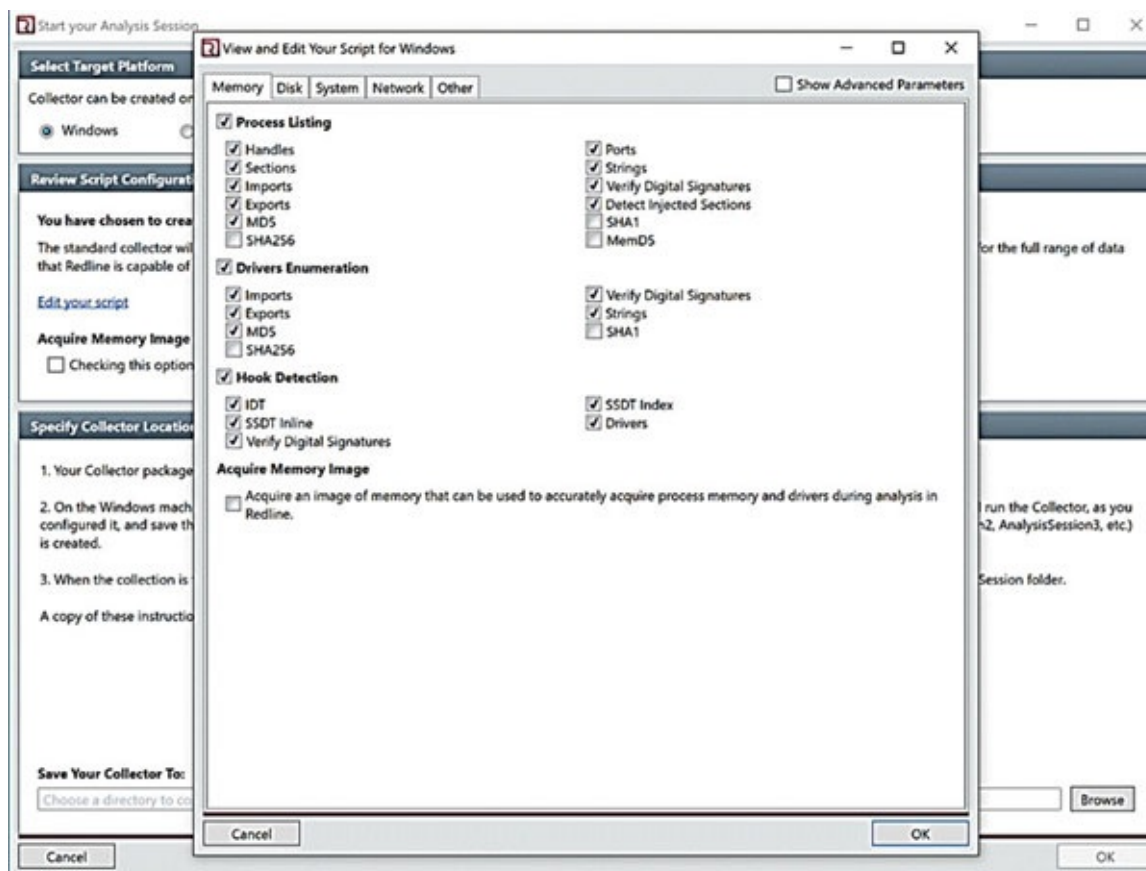 Start your Analysis Session
View and Edit Your Script for Windows
Select Target Platform
Collector can be created on
Windows
Memory
Disk
System
Network
Other
Show Advanced Parameters
Process Listing
Handles
Sections
Imports
Exports
MD5
SHA256
Ports
Strings
Verify Digital Signatures
Detect Injected Sections
SHA1
MemD5
Drivers Enumeration
Imports
Exports
MD5
SHA256
Verify Digital Signatures
Strings
SHA1
Hook Detection
IDT
SSDT Inline
Verify Digital Signatures
SSDT Index
Drivers
Acquire Memory Image
Acquire an image of memory that can be used to accurately acquire process memory and drivers during analysis in
Redline.
Cancel
OK
Review Script Configurat
You have chosen to crea
The standard collector wil
for the full range of data
that Redline is capable of
Edit your script
Acquire Memory Image
Checking this option
Specify Collector Location
1. Your Collector package
2. On the Windows mach
run the Collector, as you
configured it, and save th
n2, AnalysisSession3, etc.)
is created.
3. When the collection is
Session folder.
A copy of these instructio
Save Your Collector To:
Choose a directory to co
Browse
Cancel
OK